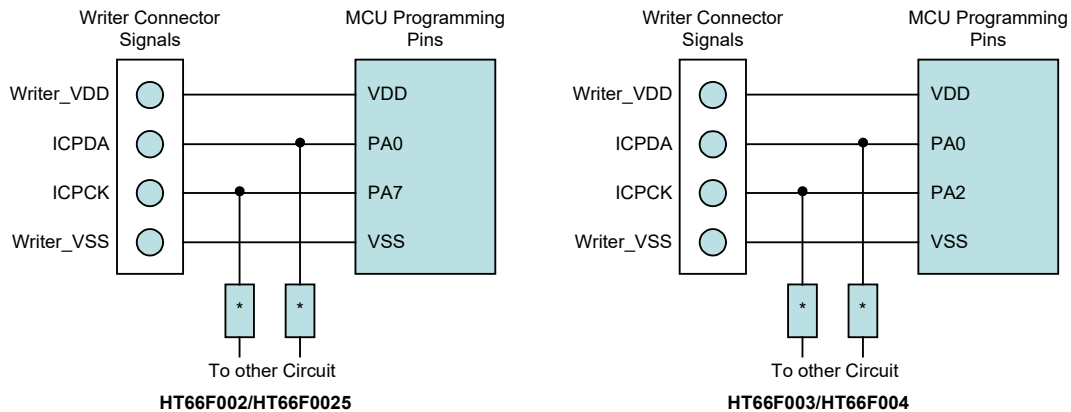 Writer Connector
Signals
MCU Programming
Pins
Writer_VDD
VDD
ICPDA
PA0
ICPCK
PA7
Writer_VSS
VSS
*
*
To other Circuit
HT66F002/HT66F0025
Writer Connector
Signals
MCU Programming
Pins
Writer_VDD
VDD
ICPDA
PA0
ICPCK
PA2
Writer_VSS
VSS
*
*
To other Circuit
HT66F003/HT66F004